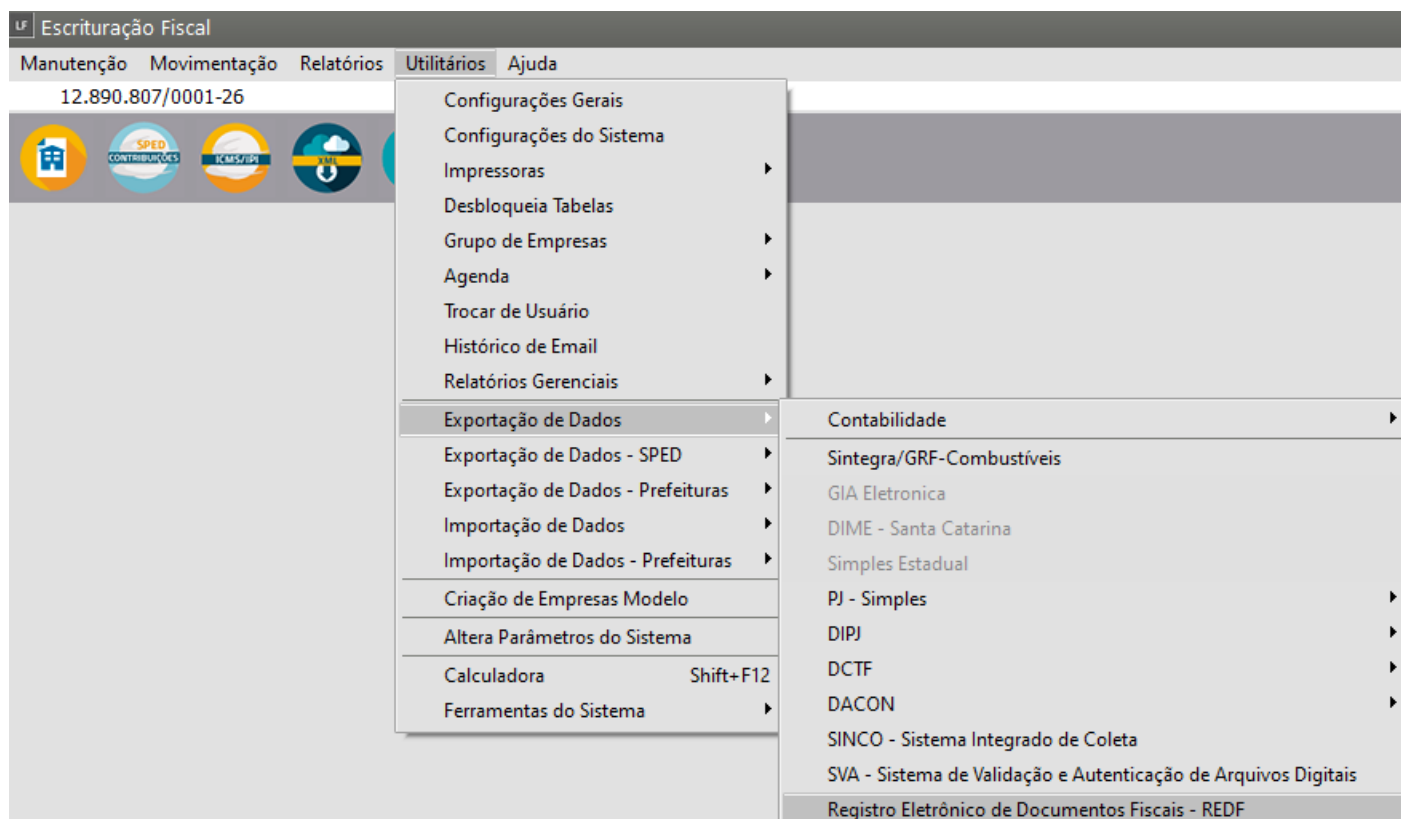 LF Escrituração Fiscal
Manutenção Movimentação Relatórios Utilitários Ajuda
12.890.807/0001-26
SPED
CONTRIBUIÇÕES
ICMS/IPI
XML
Configurações Gerais
Configurações do Sistema
Impressoras
Desbloqueia Tabelas
Grupo de Empresas
Agenda
Trocar de Usuário
Histórico de Email
Relatórios Gerenciais
Exportação de Dados
Exportação de Dados - SPED
Exportação de Dados - Prefeituras
Importação de Dados
Importação de Dados - Prefeituras
Criação de Empresas Modelo
Altera Parâmetros do Sistema
Calculadora Shift+F12
Ferramentas do Sistema
Contabilidade
Sintegra/GRF-Combustíveis
GIA Eletronica
DIME - Santa Catarina
Simples Estadual
PJ - Simples
DIPJ
DCTF
DACON
SINCO - Sistema Integrado de Coleta
SVA - Sistema de Validação e Autenticação de Arquivos Digitais
Registro Eletrônico de Documentos Fiscais - REDF